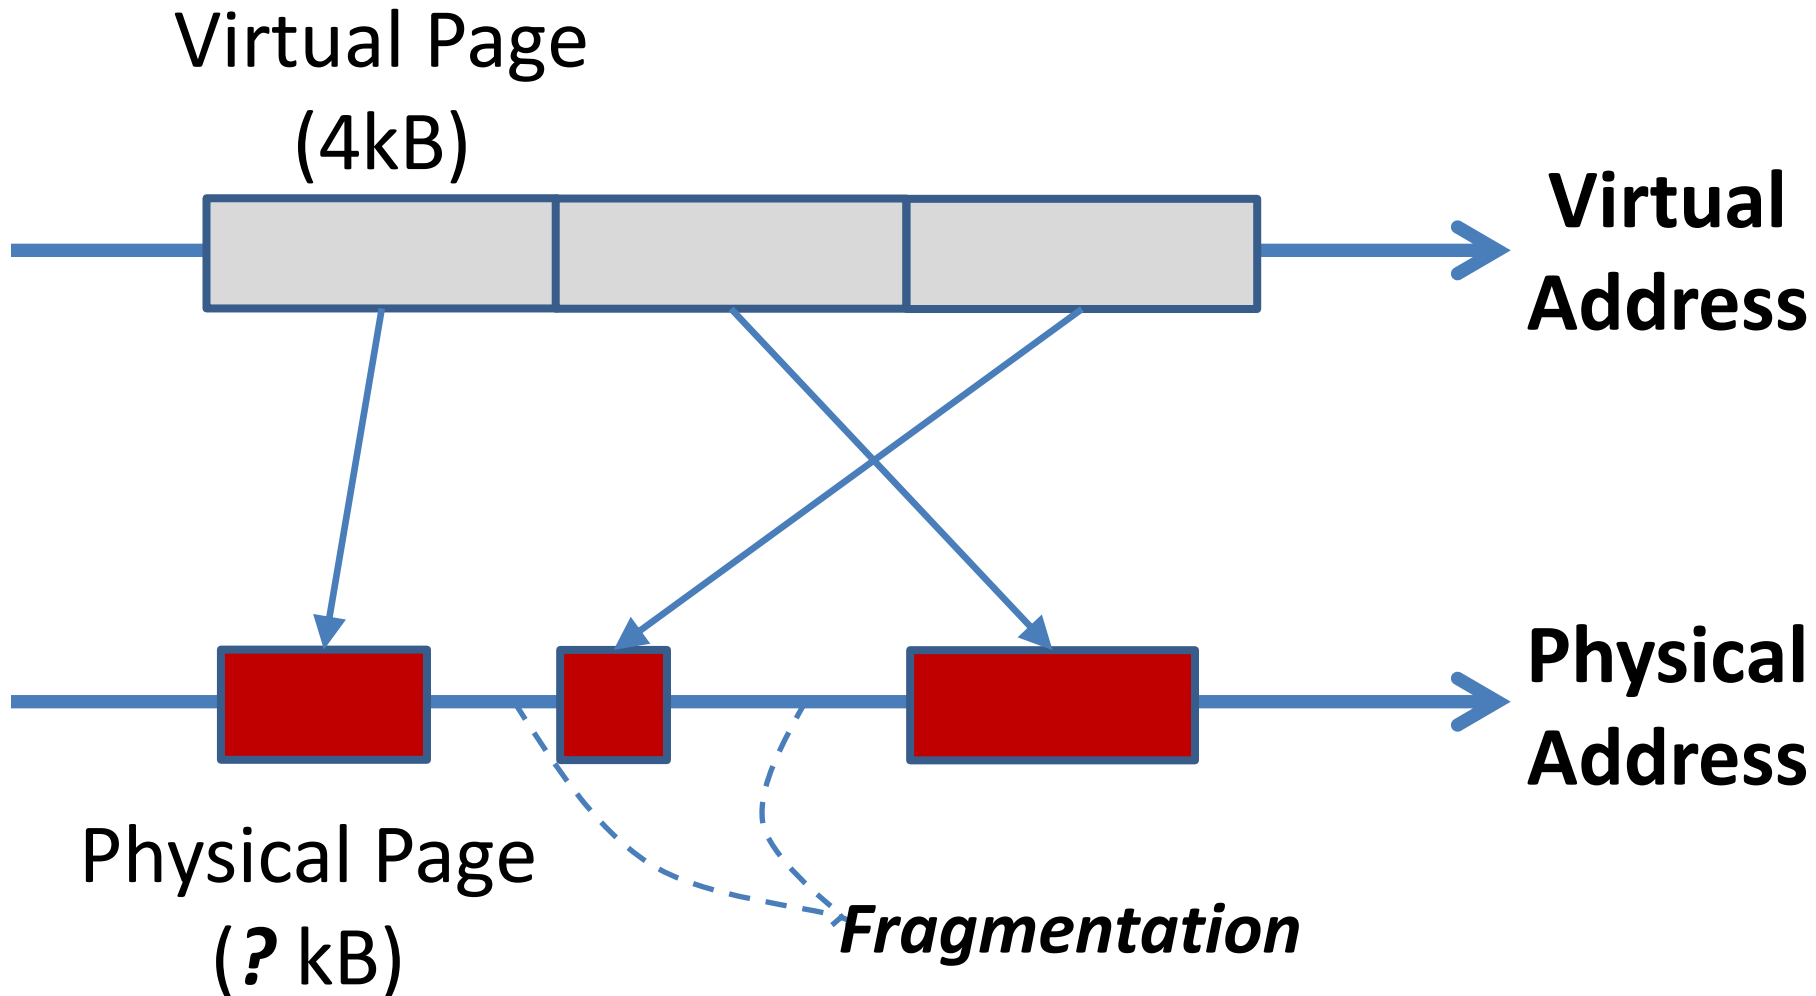 Virtual Page
(4kB)
Virtual
Address
Physical
Address
Physical Page
(? kB)
Fragmentation